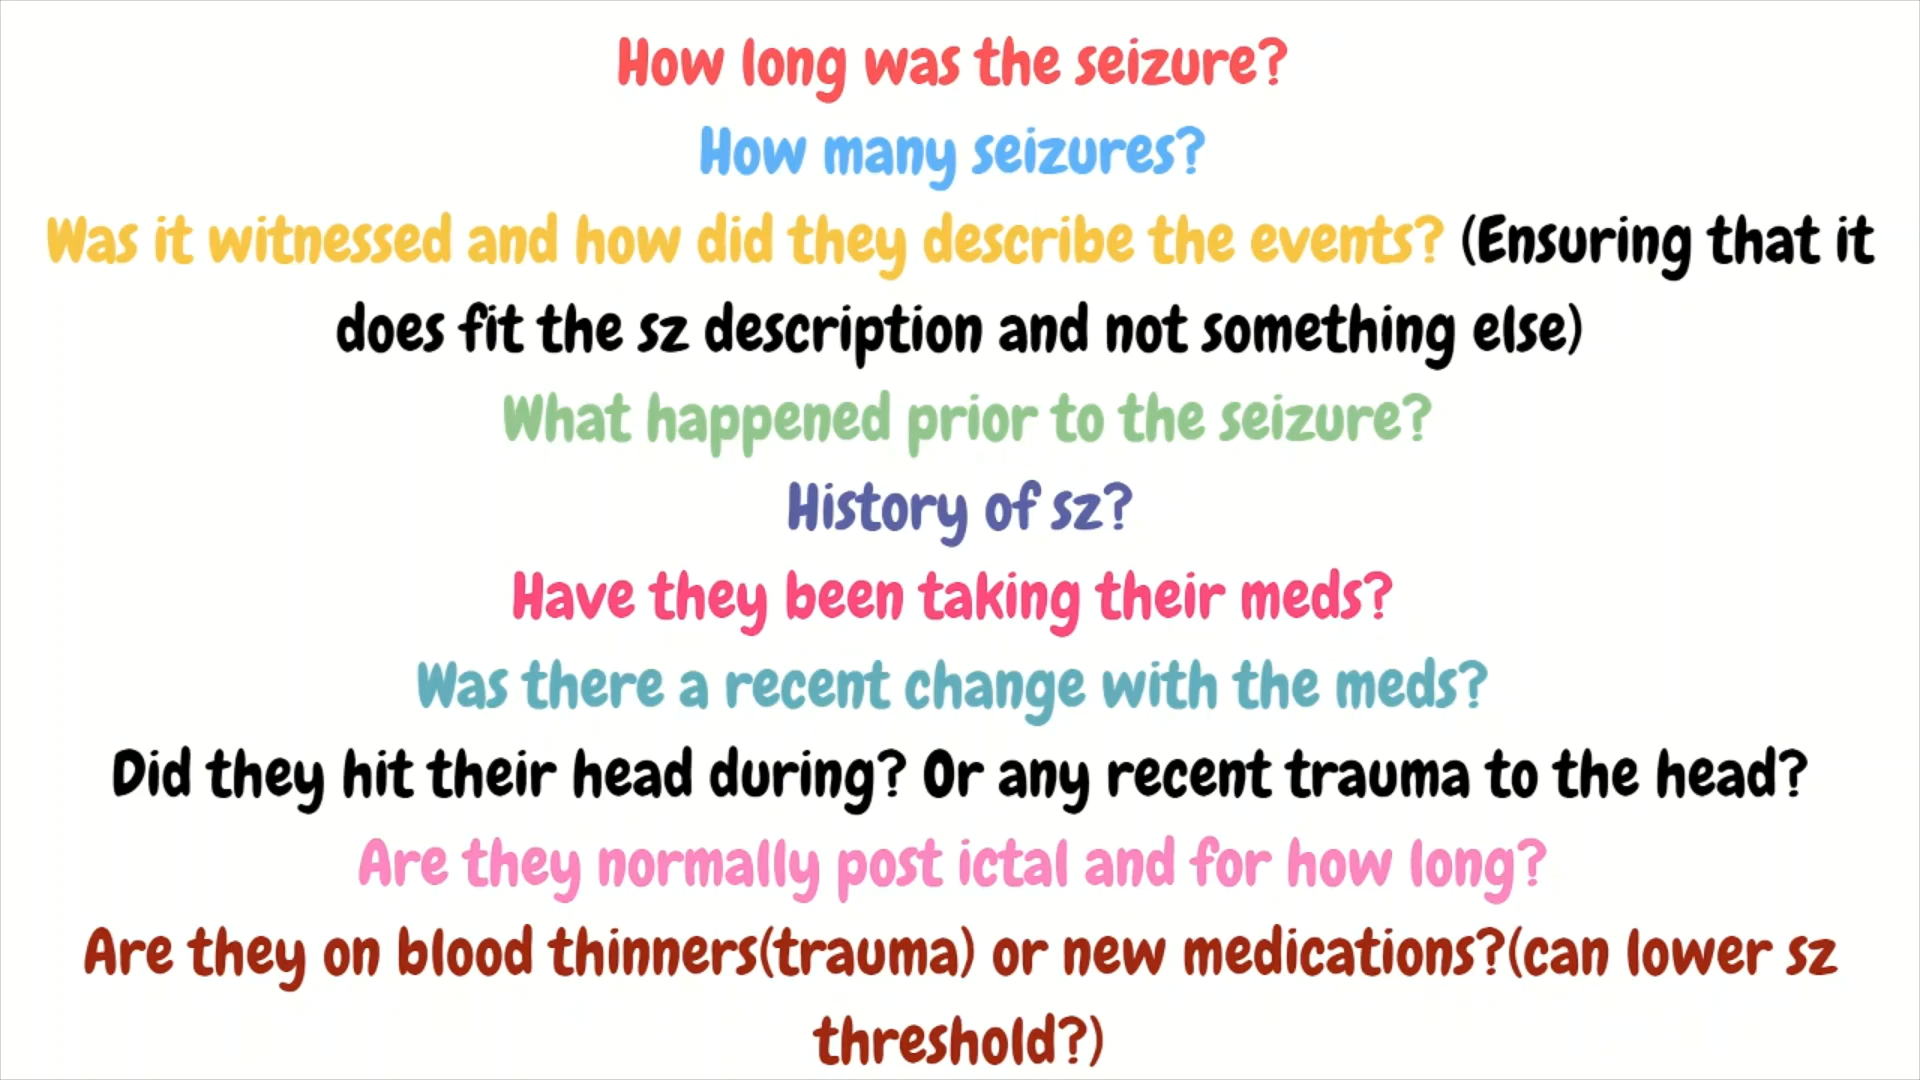 How long was the seizure?
How many seizures?
Was it witnessed and how did they describe the events? (Ensuring that it
does fit the sz description and not something else)
What happened prior to the seizure?
History of sz?
Have they been taking their meds?
Was there a recent change with the meds?
Did they hit their head during? Or any recent trauma to the head?
Are they normally post ictal and for how long?
Are they on blood thinners(trauma) or new medications?(can lower sz
threshold?)